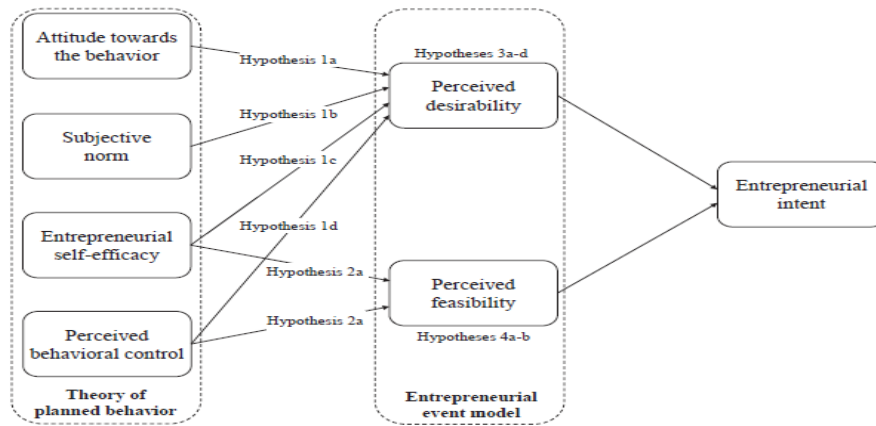 Attitude towards
the behavior
Hypothesis 1a
Hypotheses 3a-d
Perceived
desirability
Hypothesis 1b
Subjective
norm
Hypothesis 1c
Entrepreneurial
intent
Entrepreneurial
self-efficacy
Hypothesis 1d
Hypothesis 2a
Perceived
feasibility
Hypothesis 2a
Perceived
behavioral control
Hypotheses 4a-b
Theory of
planned behavior
Entrepreneurial
event model